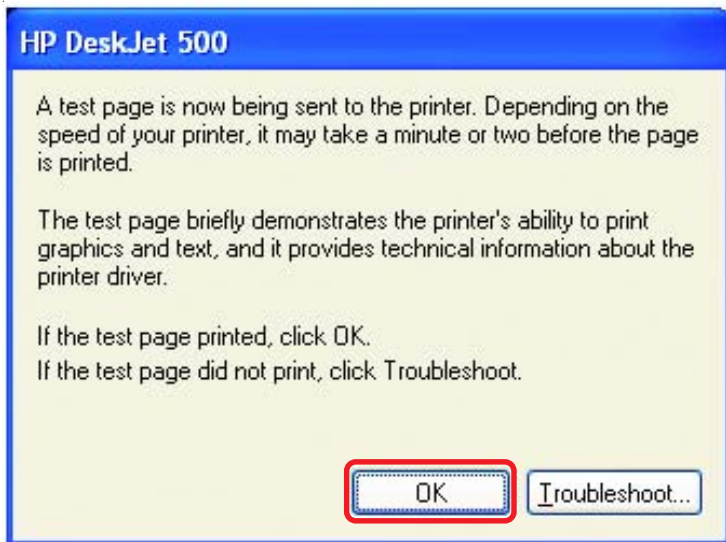 HP DeskJet 500
A test page is now being sent to the printer. Depending on the
speed of your printer, it may take a minute or two before the page
is printed.
The test page briefly demonstrates the printer's ability to print
graphics and text, and it provides technical information about the
printer driver.
If the test page printed, click OK.
If the test page did not print, click Troubleshoot.
OK Troubleshoot...